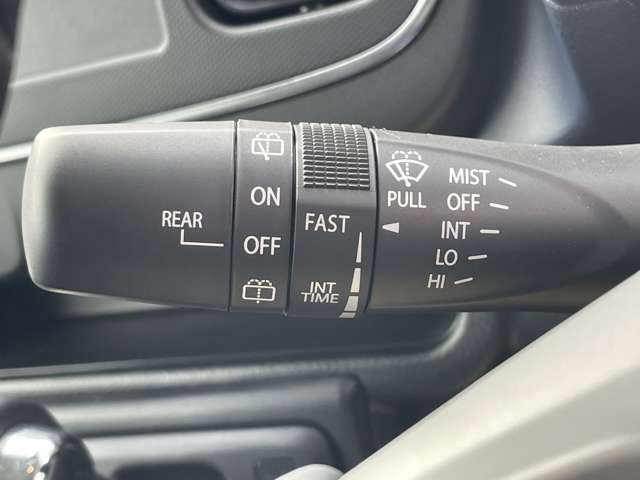 REAR
ON
OFF
FAST
INT
TIME
PULL
MIST
OFF
INT
LO
HI